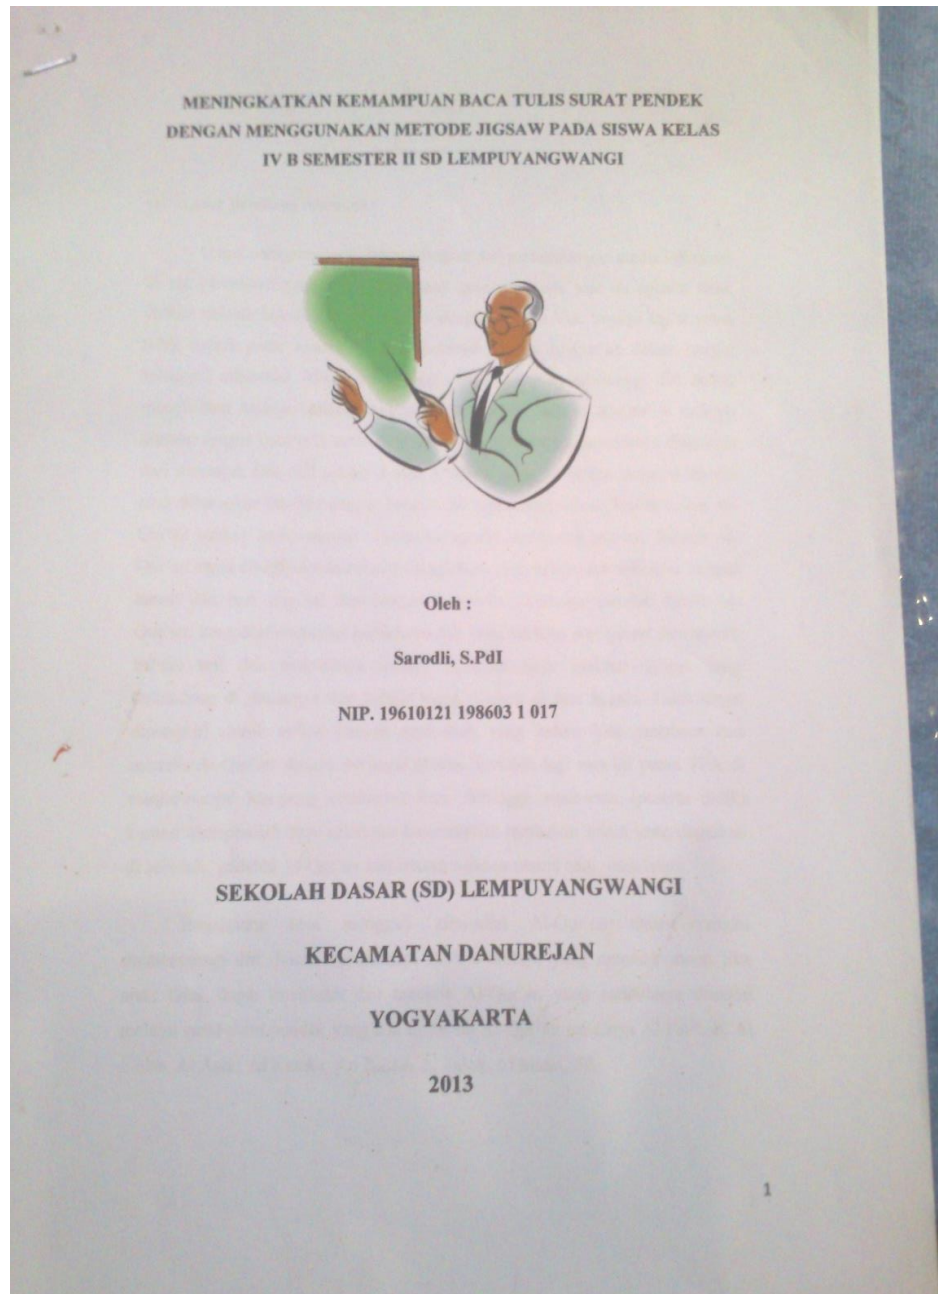 MENINGKATKAN KEMAMPUAN BACA TULIS SURAT PENDEK
DENGAN MENGGUNAKAN METODE JIGSAW PADA SISWA KELAS
IV B SEMESTER II SD LEMPUYANGWANGI
Oleh :
Sarodli, S.PdI
NIP. 19610121 198603 1 017
SEKOLAH DASAR (SD) LEMPUYANGWANGI
KECAMATAN DANUREJAN
YOGYAKARTA
2013
1